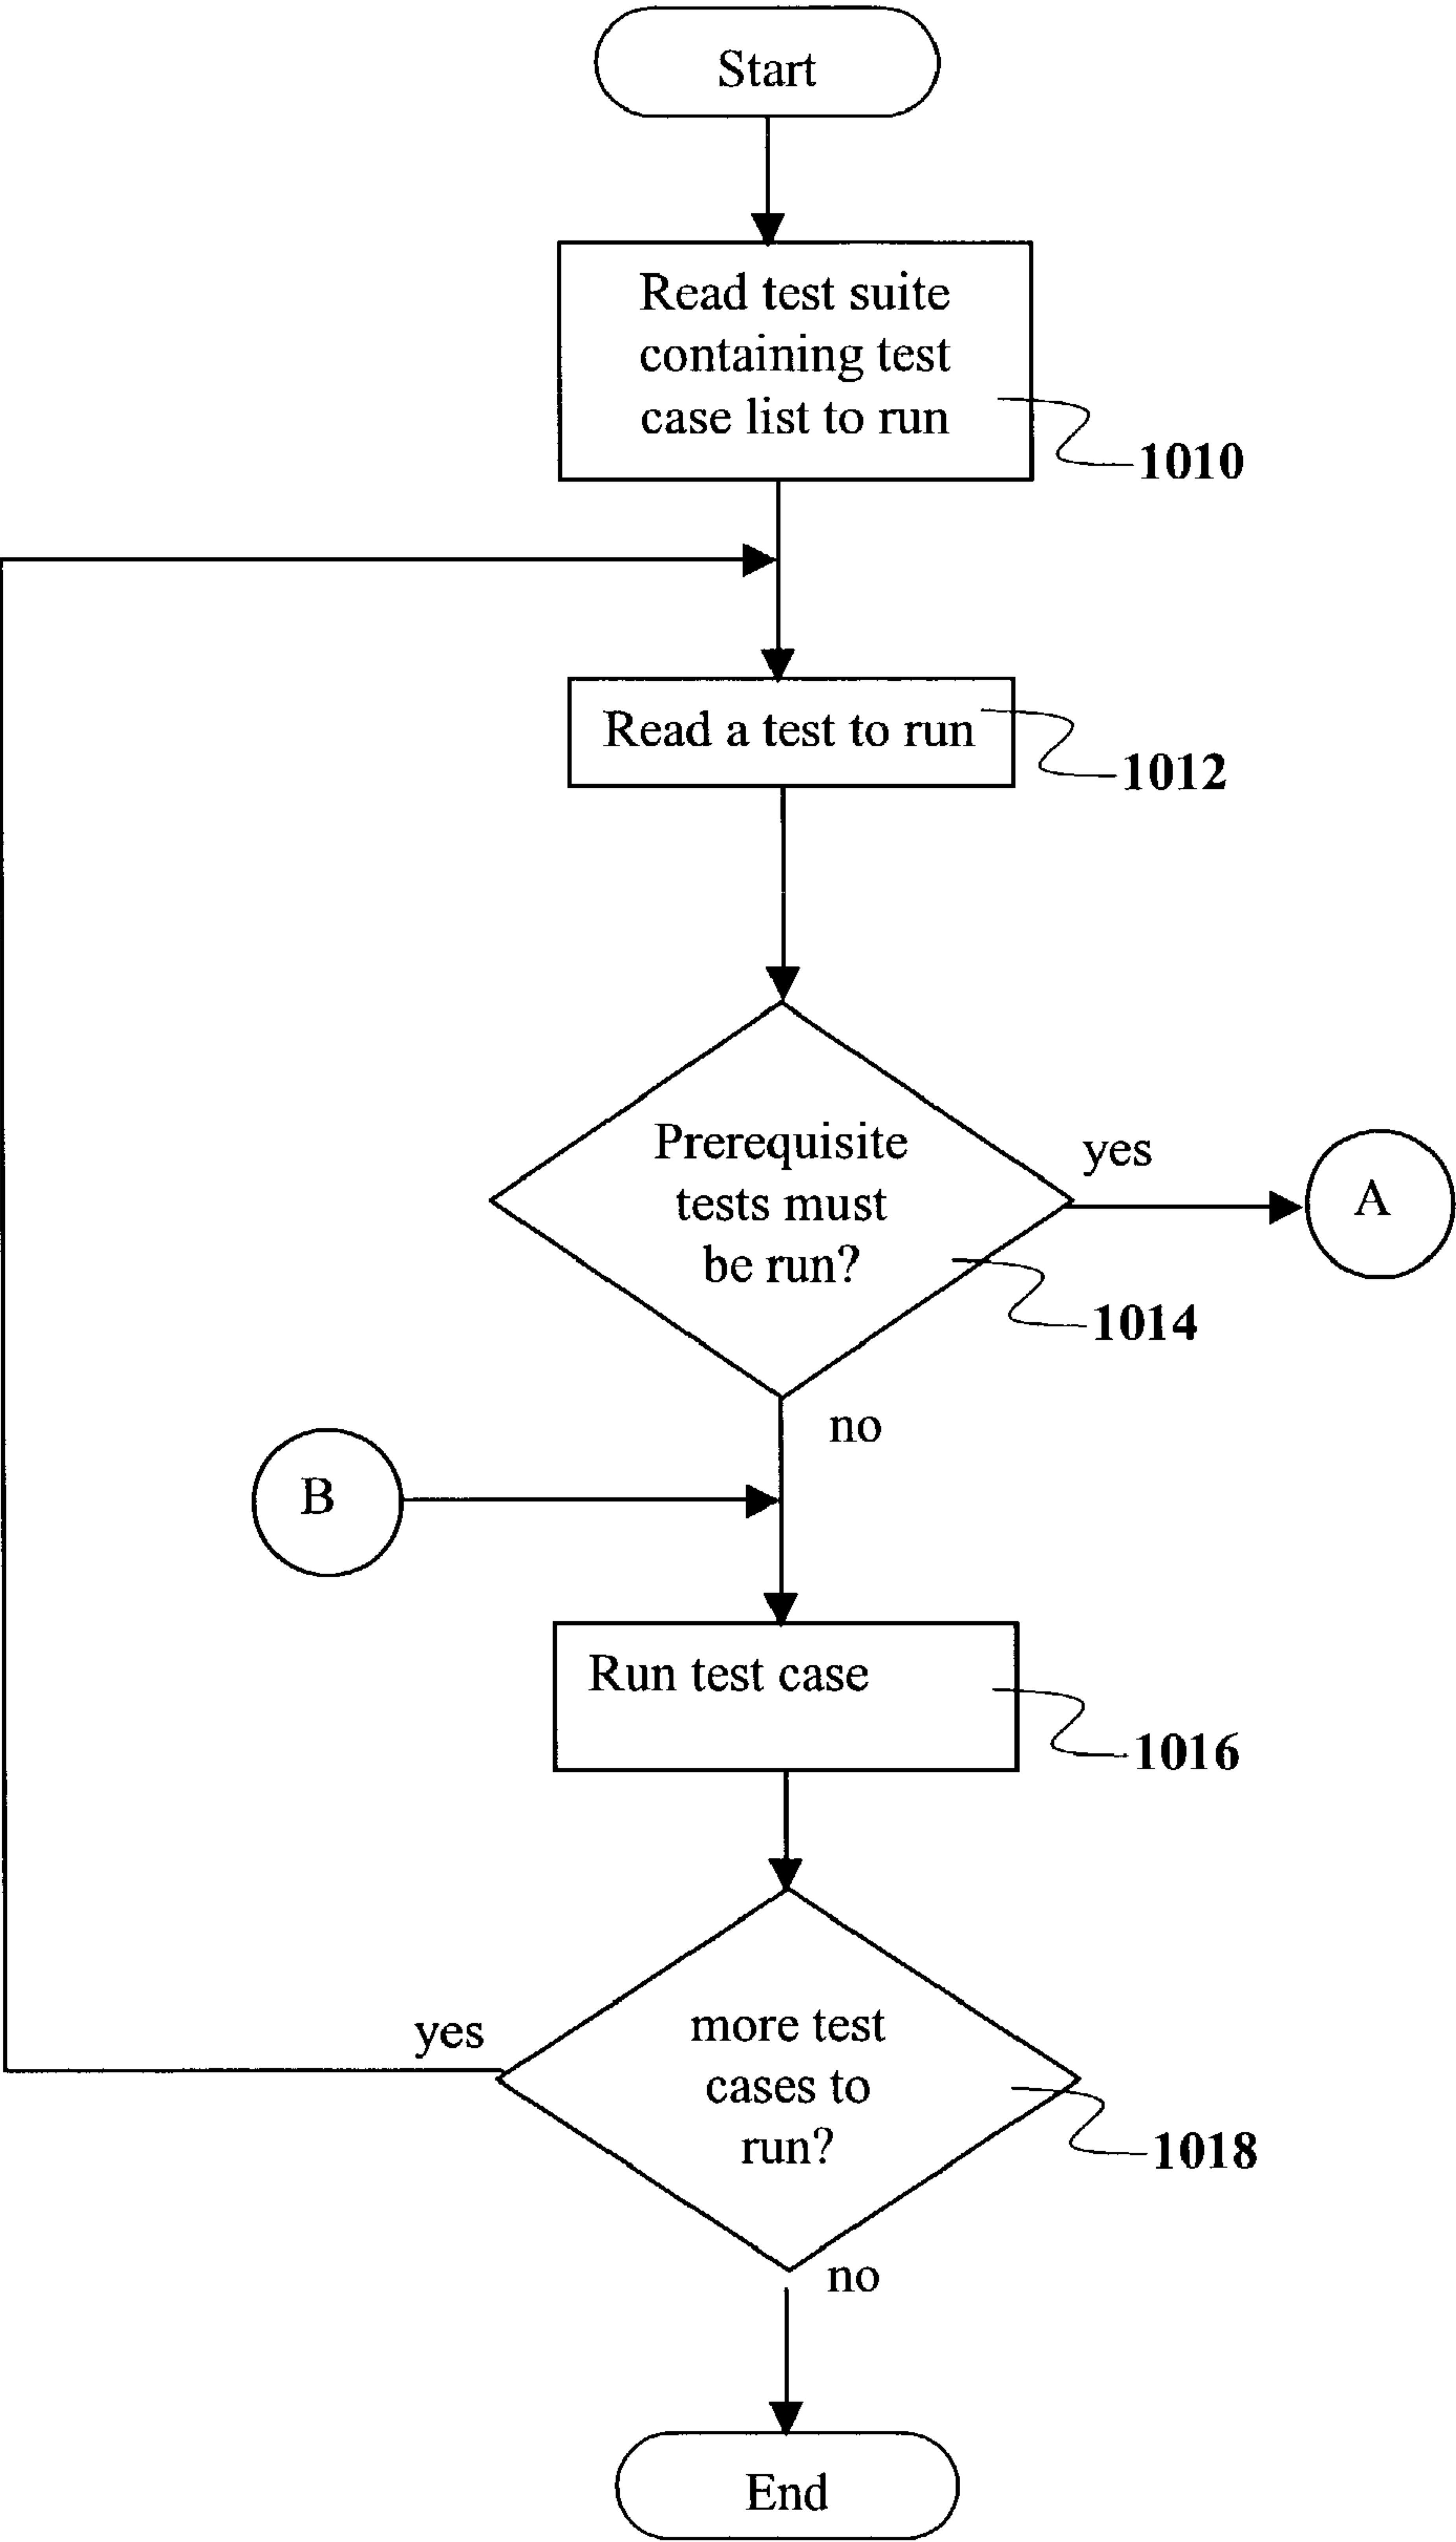 Start
Read test suite
containing test
case list to run
1010
Read a test to run
1012
Prerequisite
tests must
be run?
yes
A
1014
no
B
Run test case
1016
more test
cases to
run?
yes
1018
no
End